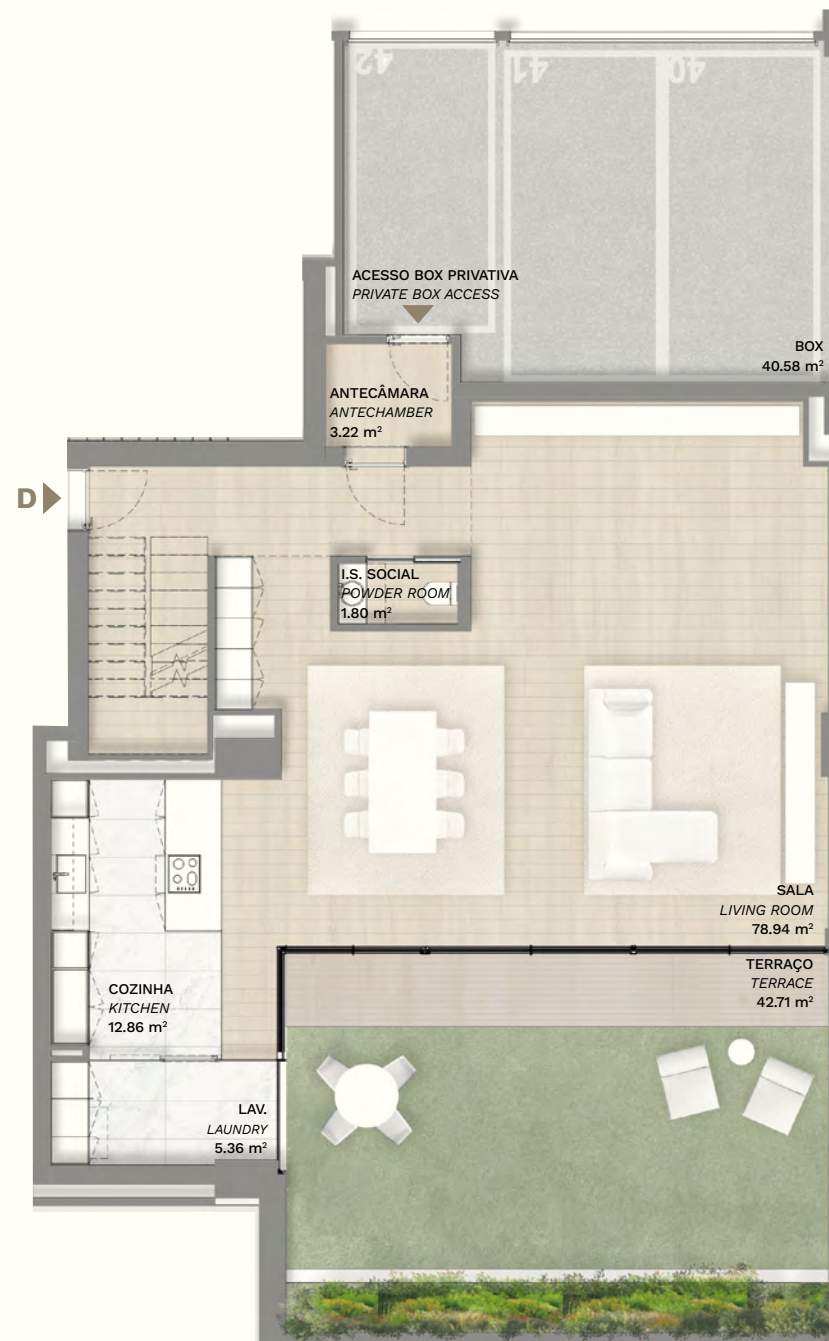 42
41
40
ACESSO BOX PRIVATIVA
PRIVATE BOX ACCESS
BOX
40.58 m²
ANTECÂMARA
ANTECHAMBER
3.22 m²
D
I.S. SOCIAL
POWDER ROOM
1.80 m²
SALA
LIVING ROOM
78.94 m²
TERRAÇO
TERRACE
42.71 m²
COZINHA
KITCHEN
12.86 m²
LAV.
LAUNDRY
5.36 m²